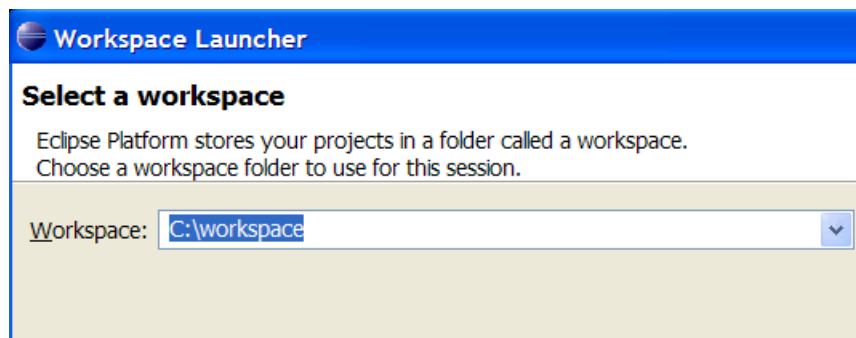 Workspace Launcher
Select a workspace
Eclipse Platform stores your projects in a folder called a workspace.
Choose a workspace folder to use for this session.
Workspace: C:\workspace